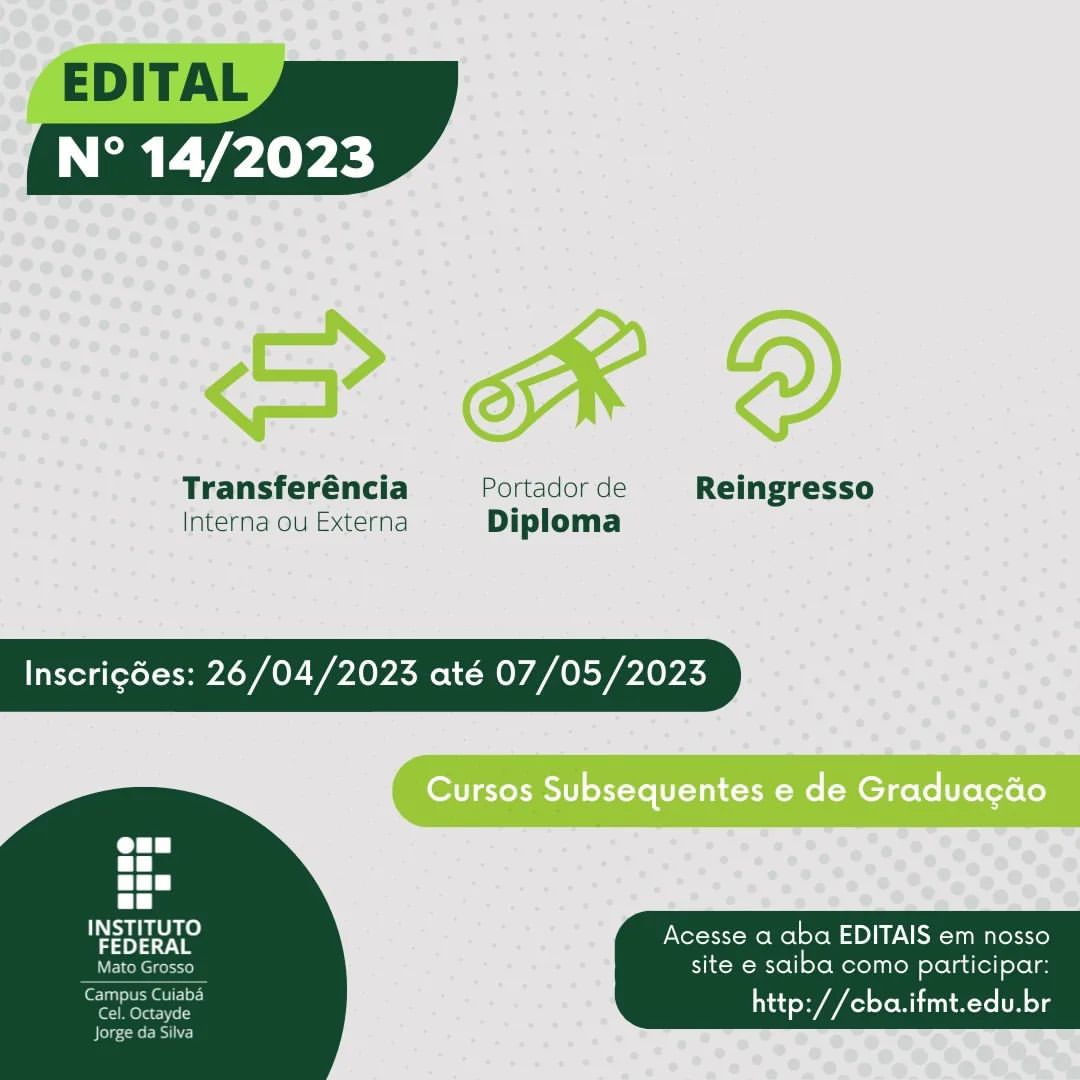 EDITAL
N° 14/2023
Transferência
Interna ou Externa
Portador de
Diploma
Reingresso
Inscrições: 26/04/2023 até 07/05/2023
Cursos Subsequentes e de Graduação
INSTITUTO
FEDERAL
Mato Grosso
Campus Cuiabá
Cel. Octayde
Jorge da Silva
Acesse a aba EDITAIS em nosso
site e saiba como participar:
http://cba.ifmt.edu.br